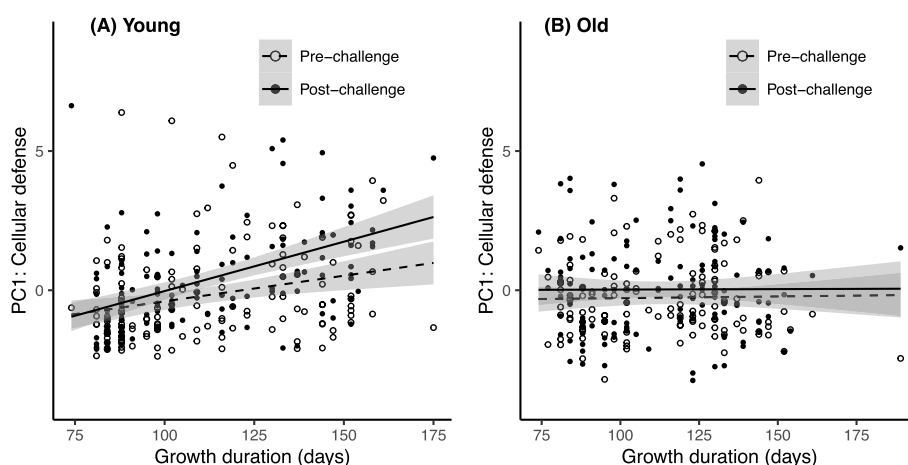 (A) Young
Pre−challenge
Post−challenge
PC1: Cellular defense
5
0
75
100
125
150
175
Growth duration (days)
(B) Old
Pre−challenge
Post−challenge
PC1: Cellular defense
5
0
75
100
125
150
175
Growth duration (days)